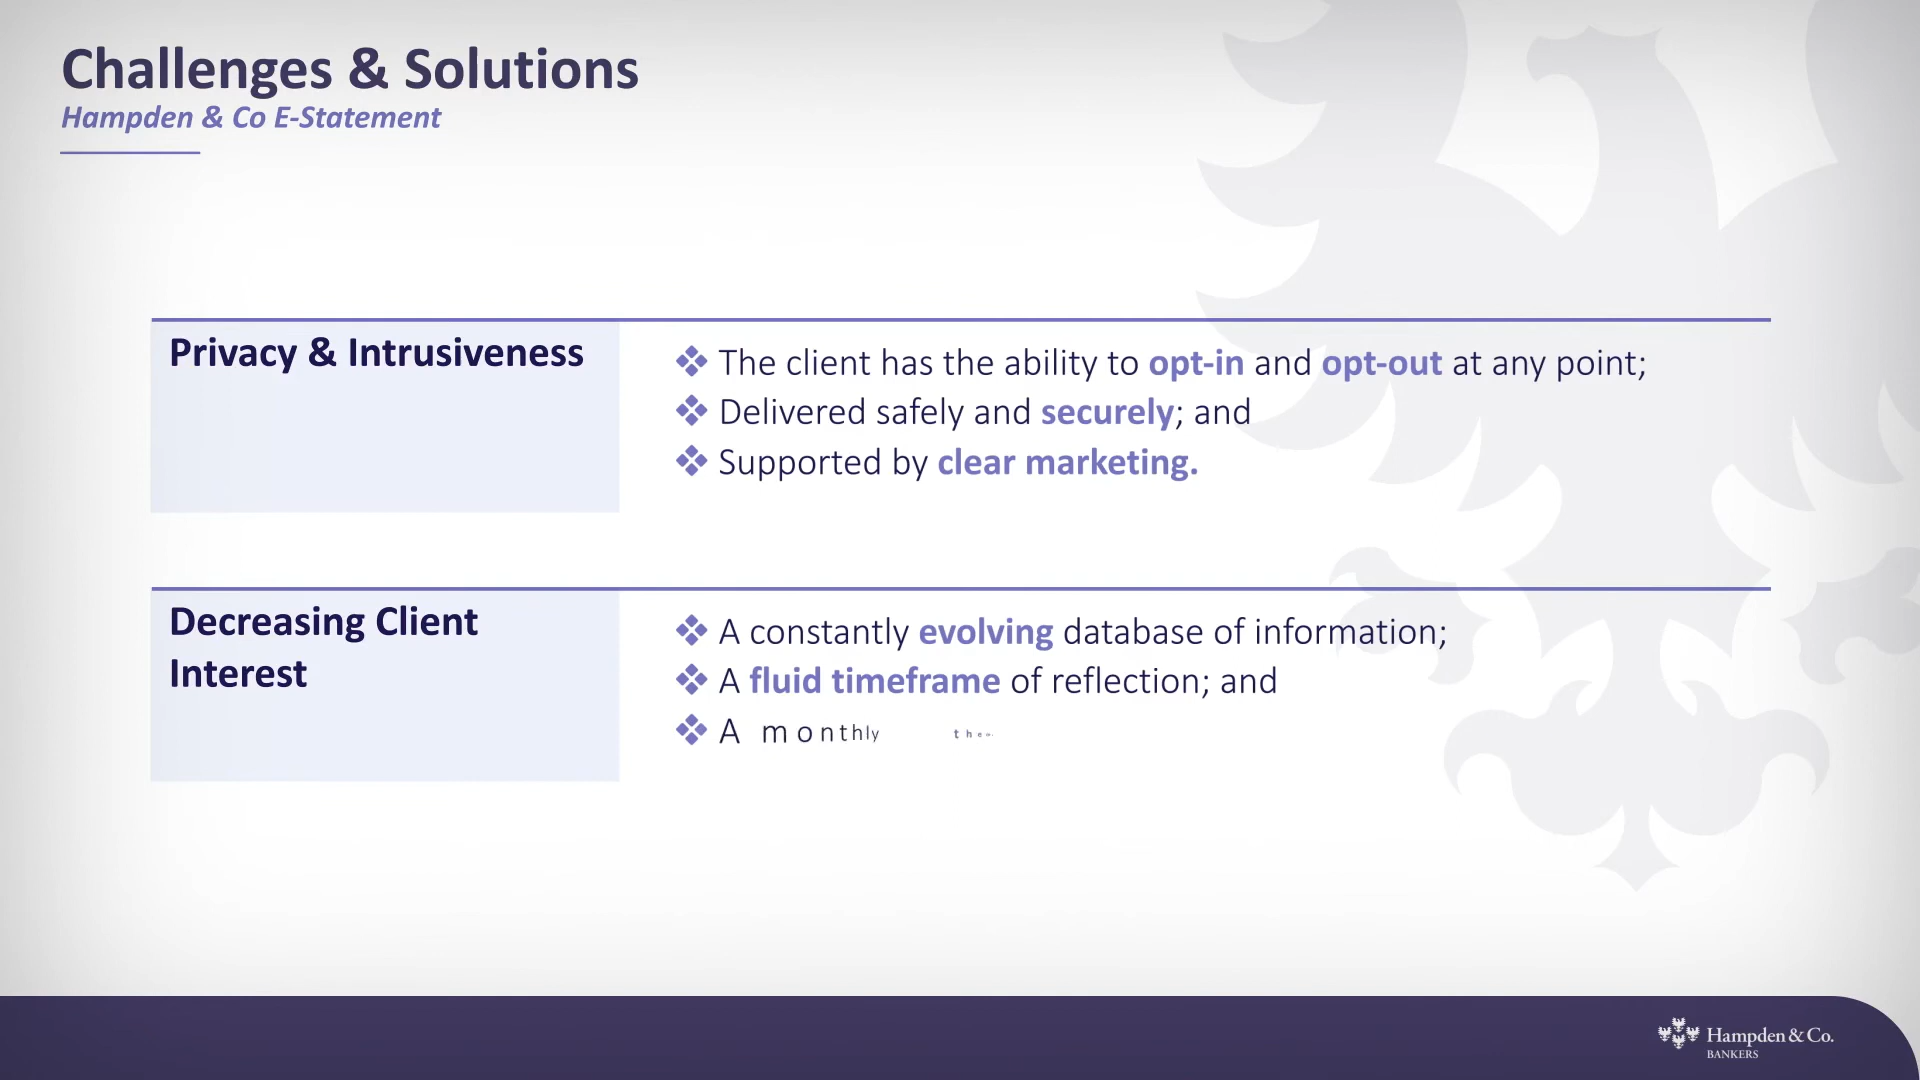 Challenges & Solutions
Hampden & Co E-Statement
Privacy & Intrusiveness
❖ The client has the ability to opt-in and opt-out at any point;
❖ Delivered safely and securely; and
❖ Supported by clear marketing.
Decreasing Client
Interest
❖ A constantly evolving database of information;
❖ A fluid timeframe of reflection; and
❖ A monthly
Hampden & Co.
BANKERS